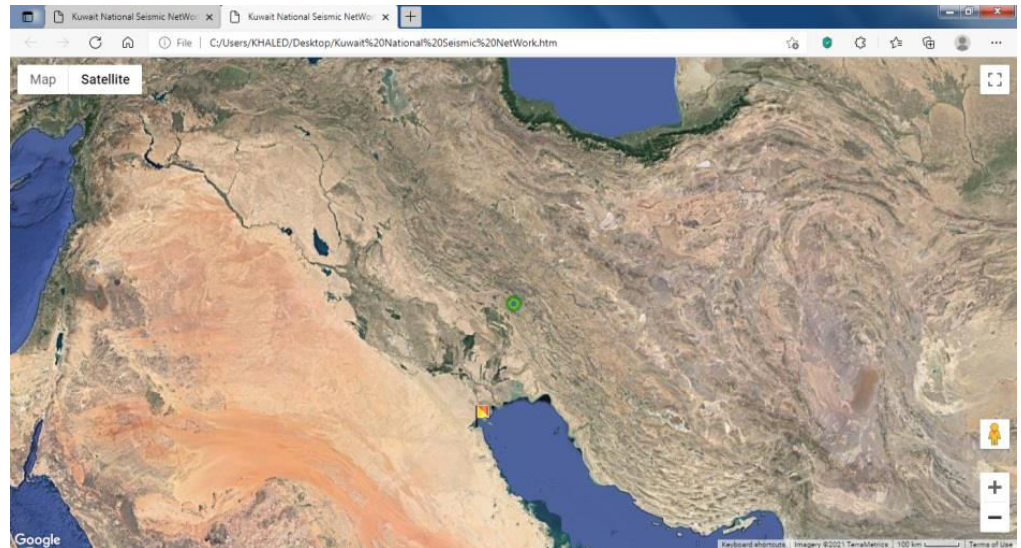 Kuwait National Seismic NetWor
Kuwait National Seismic NetWor
File | C:/Users/KHALED/Desktop/Kuwait%20National%20Seismic%20NetWork.htm
Map Satellite
Google
Keyboard shortcuts Imagery ©2021 TerraMetrics 100 km Terms of Use